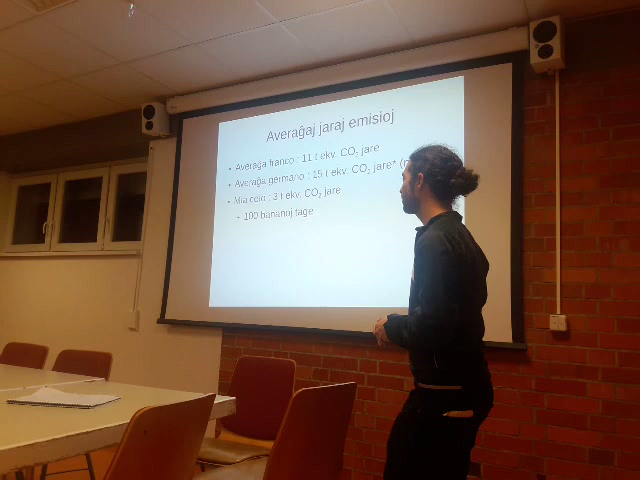 Averaĝaj jaraj emisioj
Averaĝa franco : 11 t ekv. CO₂ jare
Averaĝa germano : 15 t ekv. CO₂ jare* (
Mia celo : 3 t ekv. CO₂ jare
100 bananoj tage